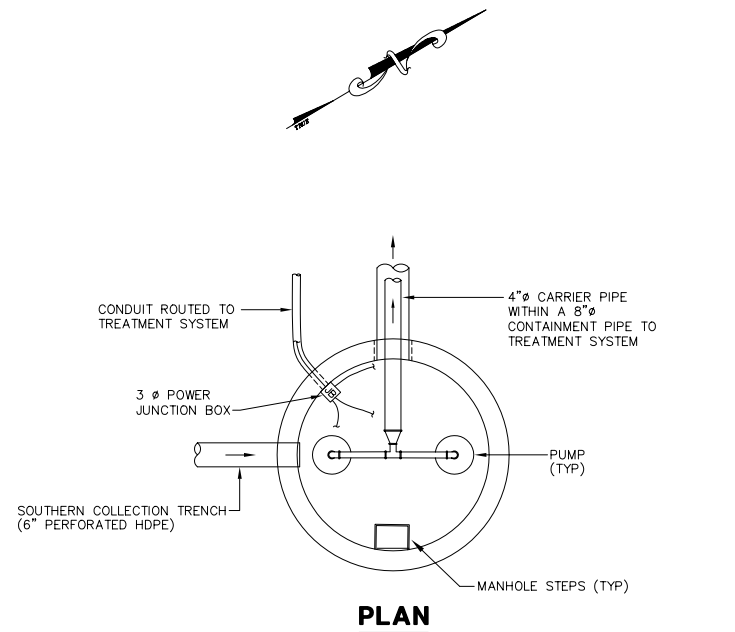 TRUE
CONDUIT ROUTED TO
TREATMENT SYSTEM
4"ø CARRIER PIPE
WITHIN A 8"ø
CONTAINMENT PIPE TO
TREATMENT SYSTEM
3 ø POWER
JUNCTION BOX
JB
PUMP
(TYP)
SOUTHERN COLLECTION TRENCH
(6" PERFORATED HDPE)
MANHOLE STEPS (TYP)
PLAN